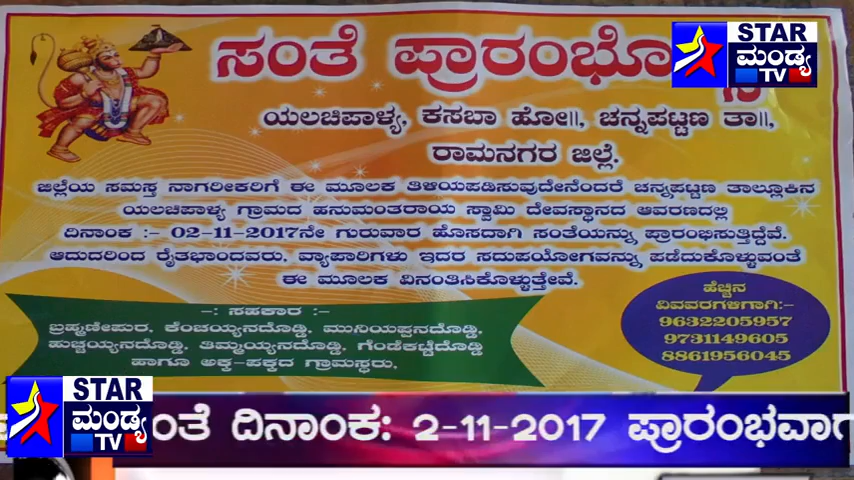 ಸಂತೆ ಪ್ರಾರಂಭೋ
STAR
ಮಂಡ್ಯ
TV
ಯಲಚಿಪಾಳ್ಯ, ಕಸಬಾ ಹೋ॥, ಚನ್ನಪಟ್ಟಣ ತಾ॥,
ರಾಮನಗರ ಜಿಲ್ಲೆ.
ಜಿಲ್ಲೆಯ ಸಮಸ್ತ ನಾಗರೀಕರಿಗೆ ಈ ಮೂಲಕ ತಿಳಿಯಪಡಿಸುವುದೇನೆಂದರೆ ಚನ್ನಪಟ್ಟಣ ತಾಲ್ಲೂಕಿನ
ಯಲಚಿಪಾಳ್ಯ ಗ್ರಾಮದ ಹನುಮಂತರಾಯ ಸ್ವಾಮಿ ದೇವಸ್ಥಾನದ ಆವರಣದಲ್ಲಿ
ದಿನಾಂಕ :- 02-11-2017ನೇ ಗುರುವಾರ ಹೊಸದಾಗಿ ಸಂತೆಯನ್ನು ಪ್ರಾರಂಭಿಸುತ್ತಿದ್ದೆವೆ.
ಆದುದರಿಂದ ರೈತಭಾಂದವರು. ವ್ಯಾಪಾರಿಗಳು ಇದರ ಸದುಪಯೋಗವನ್ನು ಪಡೆದುಕೊಳ್ಳುವಂತೆ
ಈ ಮೂಲಕ ವಿನಂತಿಸಿಕೊಳ್ಳುತ್ತೇವೆ.
-: ಸಹಕಾರ :-
ಬ್ರಹ್ಮಣೀಪುರ. ಕೆಂಚಯ್ಯನದೊಡ್ಡಿ. ಮುನಿಯಪ್ಪನದೊಡ್ಡಿ.
ಹುಚ್ಚಯ್ಯನದೊಡ್ಡಿ. ತಿಮ್ಮಯ್ಯನದೊಡ್ಡಿ. ಗೆಂಡೆಕಟ್ಟೆದೊಡ್ಡಿ
ಹಾಗೂ ಅಕ್ಕ-ಪಕ್ಕದ ಗ್ರಾಮಸ್ಥರು.
ಹೆಚ್ಚಿನ
ವಿವವರಗಳಿಗಾಗಿ:-
9632205957
9731149605
8861956045
STAR
ಮಂಡ್ಯ
TV
ಂತೆ ದಿನಾಂಕ: 2-11-2017 ಪ್ರಾರಂಭವಾಗ